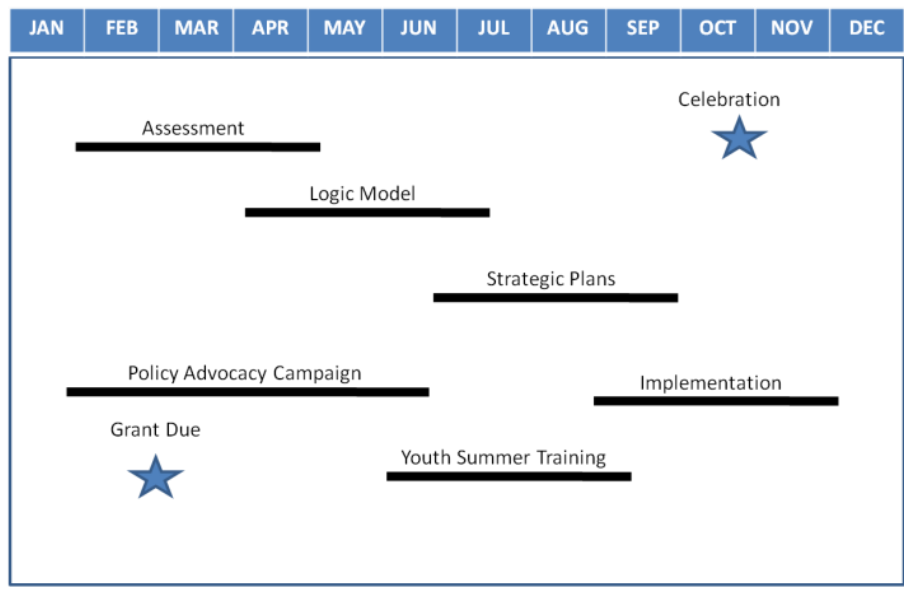 JAN FEB MAR APR MAY JUN JUL AUG SEP OCT NOV DEC
Celebration
Assessment
Logic Model
Strategic Plans
Policy Advocacy Campaign
Implementation
Grant Due
Youth Summer Training